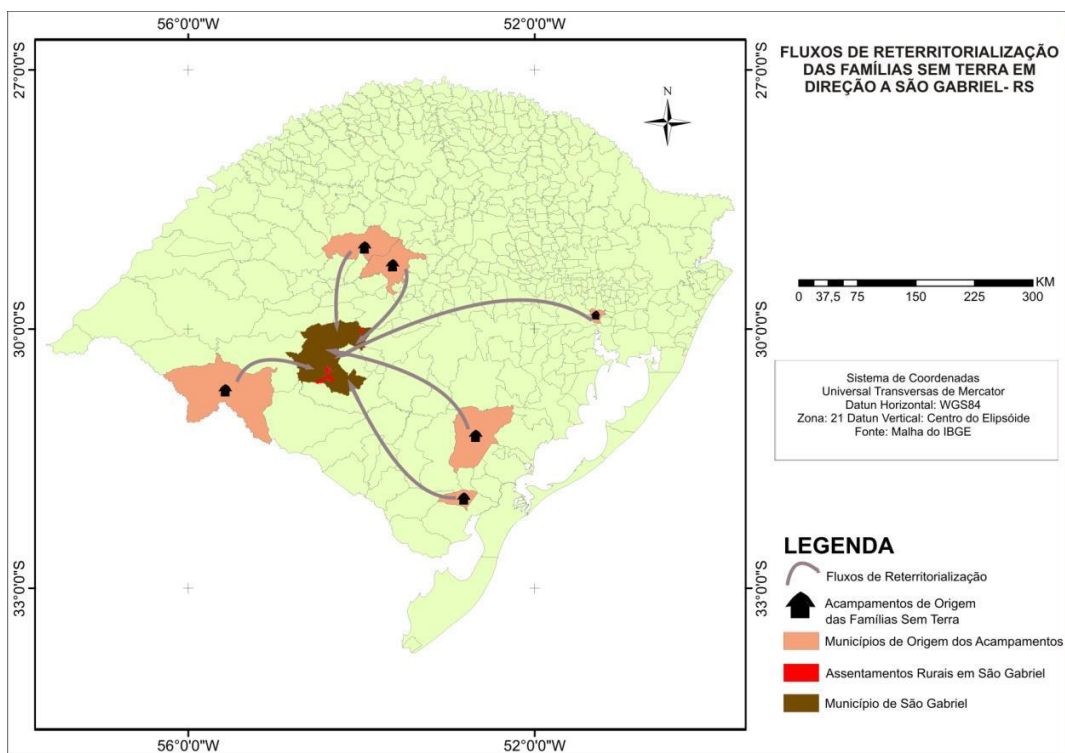 56°0'0"W
52°0'0"W
27°0'0"S
27°0'0"S
30°0'0"S
30°0'0"S
33°0'0"S
33°0'0"S
56°0'0"W
52°0'0"W
FLUXOS DE RETERRITORIALIZAÇÃO
DAS FAMÍLIAS SEM TERRA EM
DIREÇÃO A SÃO GABRIEL- RS
N
KM
0 37,5 75 150 225 300
Sistema de Coordenadas
Universal Transversas de Mercator
Datun Horizontal: WGS84
Zona: 21 Datun Vertical: Centro do Elipsóide
Fonte: Malha do IBGE
LEGENDA
Fluxos de Reterritorialização
Acampamentos de Origem
das Famílias Sem Terra
Municípios de Origem dos Acampamentos
Assentamentos Rurais em São Gabriel
Município de São Gabriel